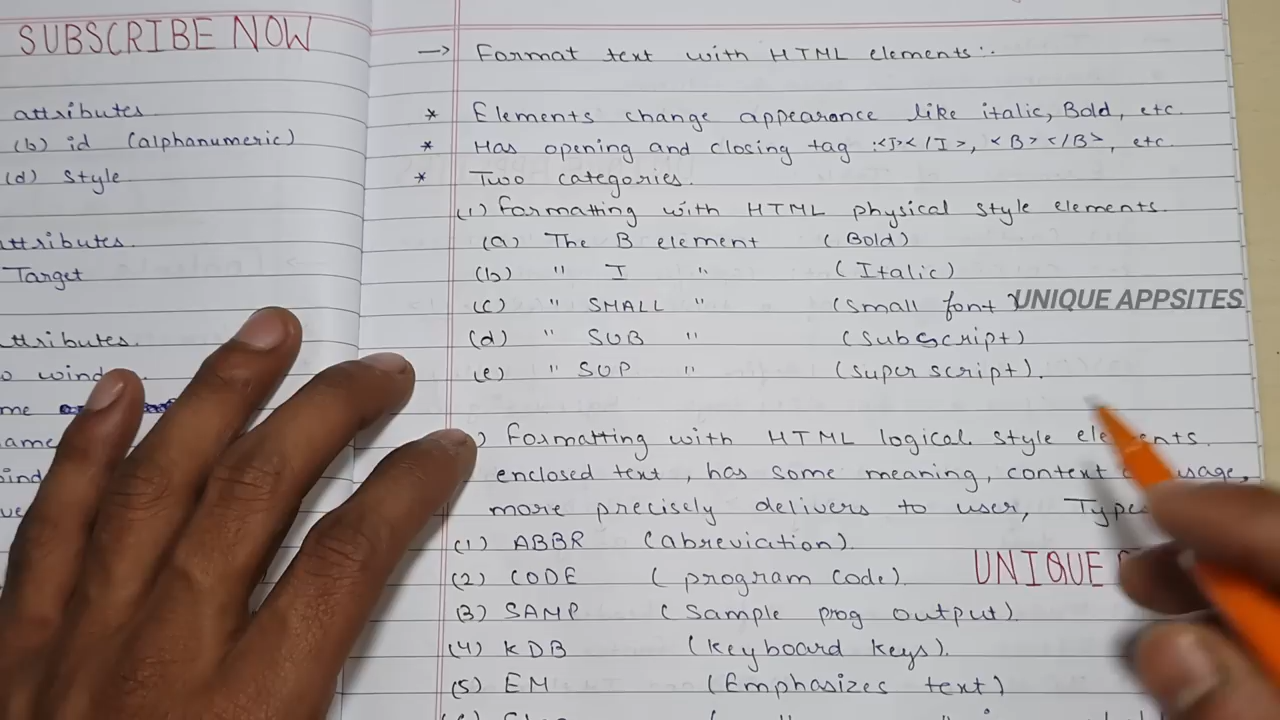 SUBSCRIBE NOW
attributes
(b) id (alphanumeric)
(d) Style
ttributes.
Target
ttributes.
me
ame
→ Format text with HTML elements:-
* Elements change appearance like italic, Bold, etc.
* Has opening and closing tag :<I></I>, <B></B>, etc.
* Two categories.
(1) Formatting with HTML physical style elements.
(a) The B element (Bold)
(b) " I " (Italic)
(c) " SMALL " (Small font)
UNIQUE APPSITES
(d) " SUB " (Subscript)
(e) " SUP " (Super script).
) Formatting with HTML logical style elements.
enclosed text, has some meaning, context usage,
more precisely delivers to user,
(1) ABBR (abreviation).
(2) CODE (program code).
UNIQUE
(3) SAMP (Sample prog output).
(4) KDB (keyboard keys).
(5) EM (Emphasizes text)